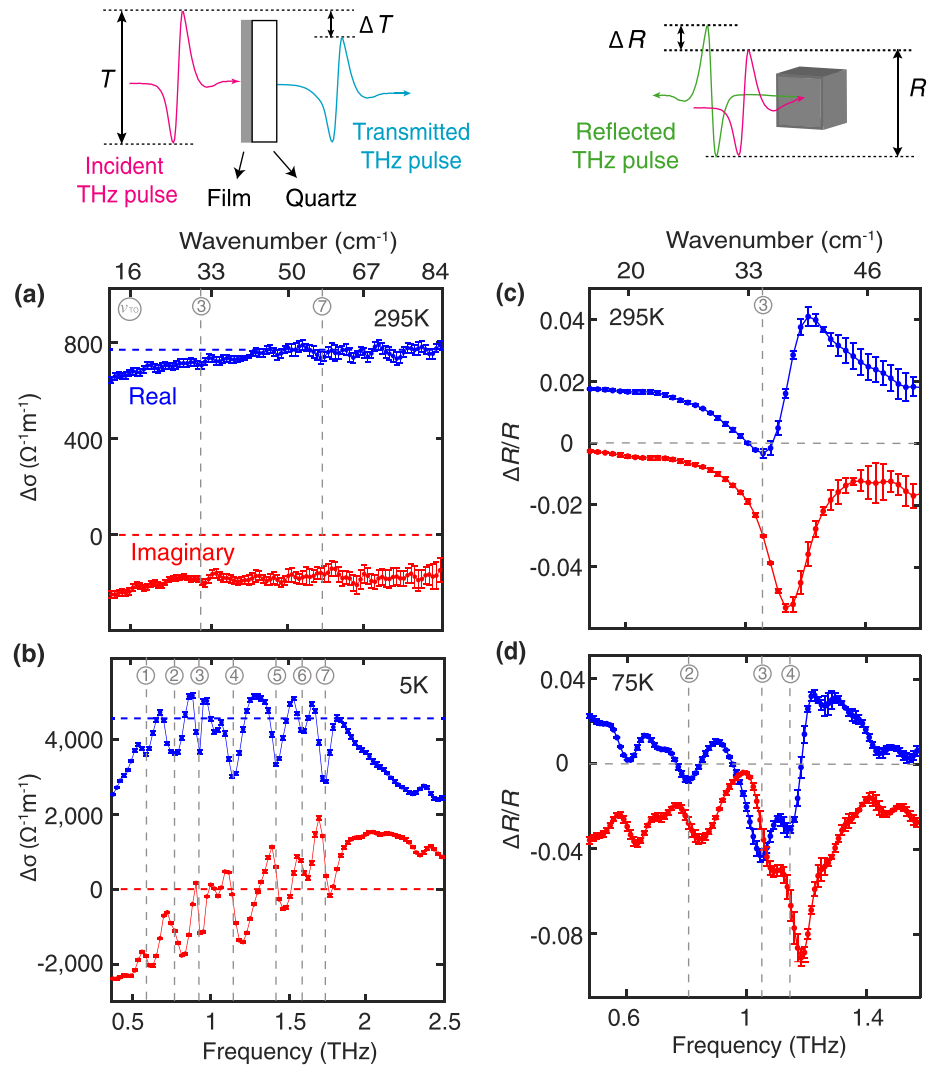 Δ T
T
Incident
THz pulse
Film
Quartz
Transmitted
THz pulse
Δ R
R
Reflected
THz pulse
Wavenumber (cm⁻¹)
16 33 50 67 84
(a)
ν_TO ③ ⑦
295K
800
400
0
Δσ (Ω⁻¹m⁻¹)
Real
Imaginary
(b)
① ② ③ ④ ⑤ ⑥ ⑦
5K
4,000
2,000
0
-2,000
Δσ (Ω⁻¹m⁻¹)
0.5 1 1.5 2 2.5
Frequency (THz)
Wavenumber (cm⁻¹)
20 33 46
(c)
③
295K
0.04
0.02
0
-0.02
-0.04
ΔR/R
(d)
75K
② ③ ④
0.04
0
-0.04
-0.08
ΔR/R
0.6 1 1.4
Frequency (THz)